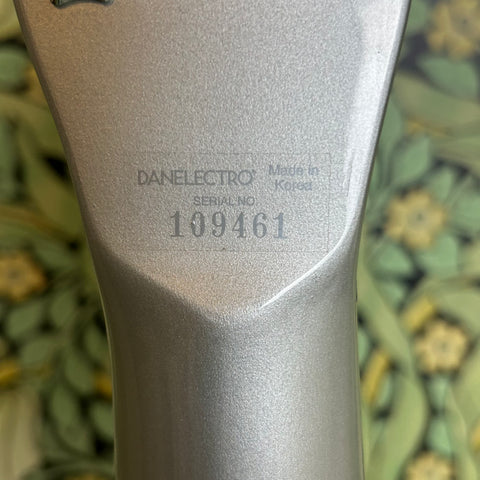 DANELECTRO® Made in
Korea
SERIAL NO.
109461